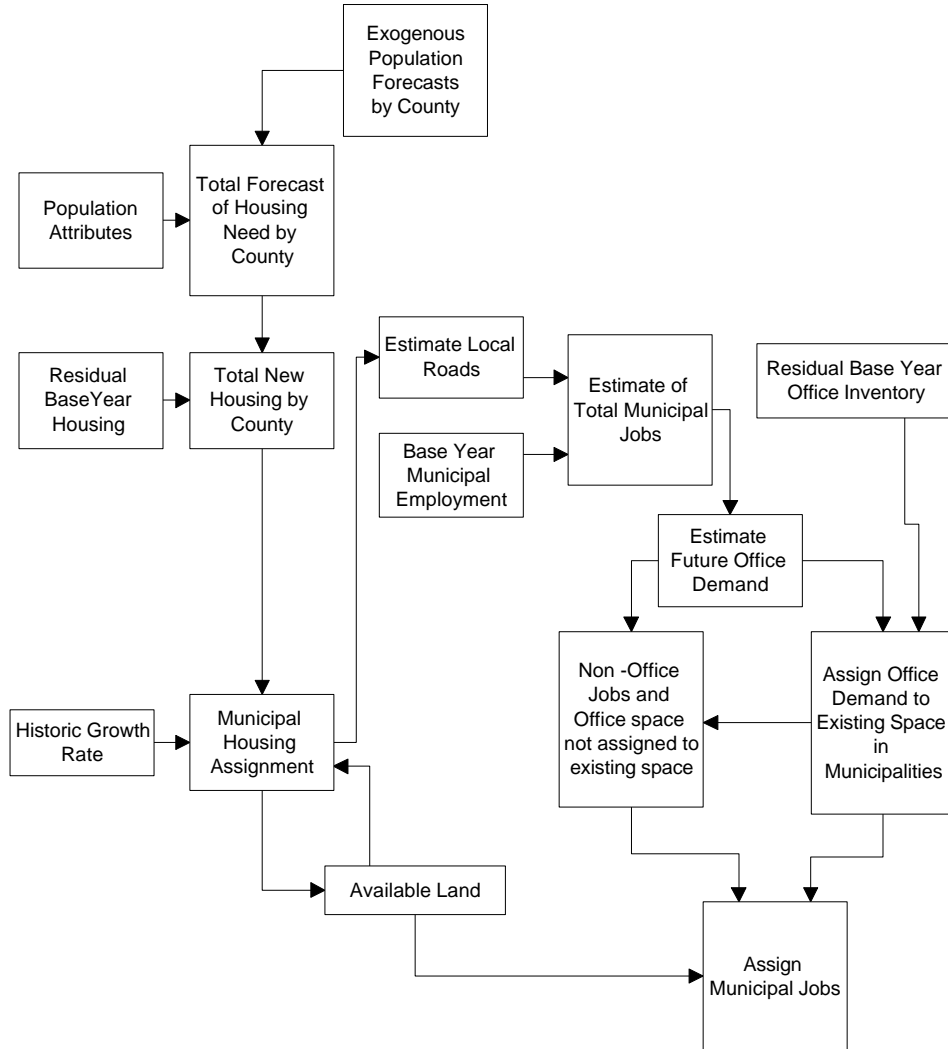 Exogenous
Population
Forecasts
by County
Total Forecast
of Housing
Need by
County
Population
Attributes
Residual
BaseYear
Housing
Total New
Housing by
County
Estimate Local
Roads
Base Year
Municipal
Employment
Estimate of
Total Municipal
Jobs
Residual Base Year
Office Inventory
Estimate
Future Office
Demand
Non -Office
Jobs and
Office space
not assigned to
existing space
Assign Office
Demand to
Existing Space
in
Municipalities
Historic Growth
Rate
Municipal
Housing
Assignment
Available Land
Assign
Municipal Jobs